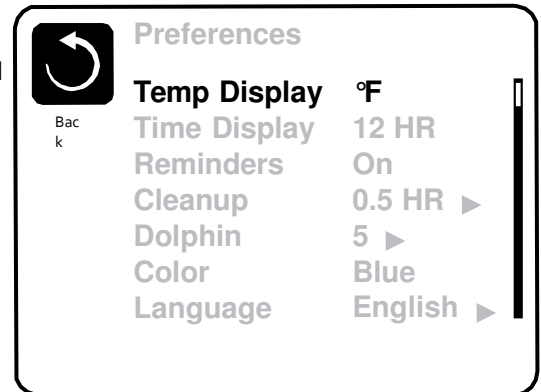 Preferences
Temp Display °F
Time Display 12 HR
Reminders On
Cleanup 0.5 HR ▶
Dolphin 5 ▶
Color Blue
Language English ▶
Bac
k